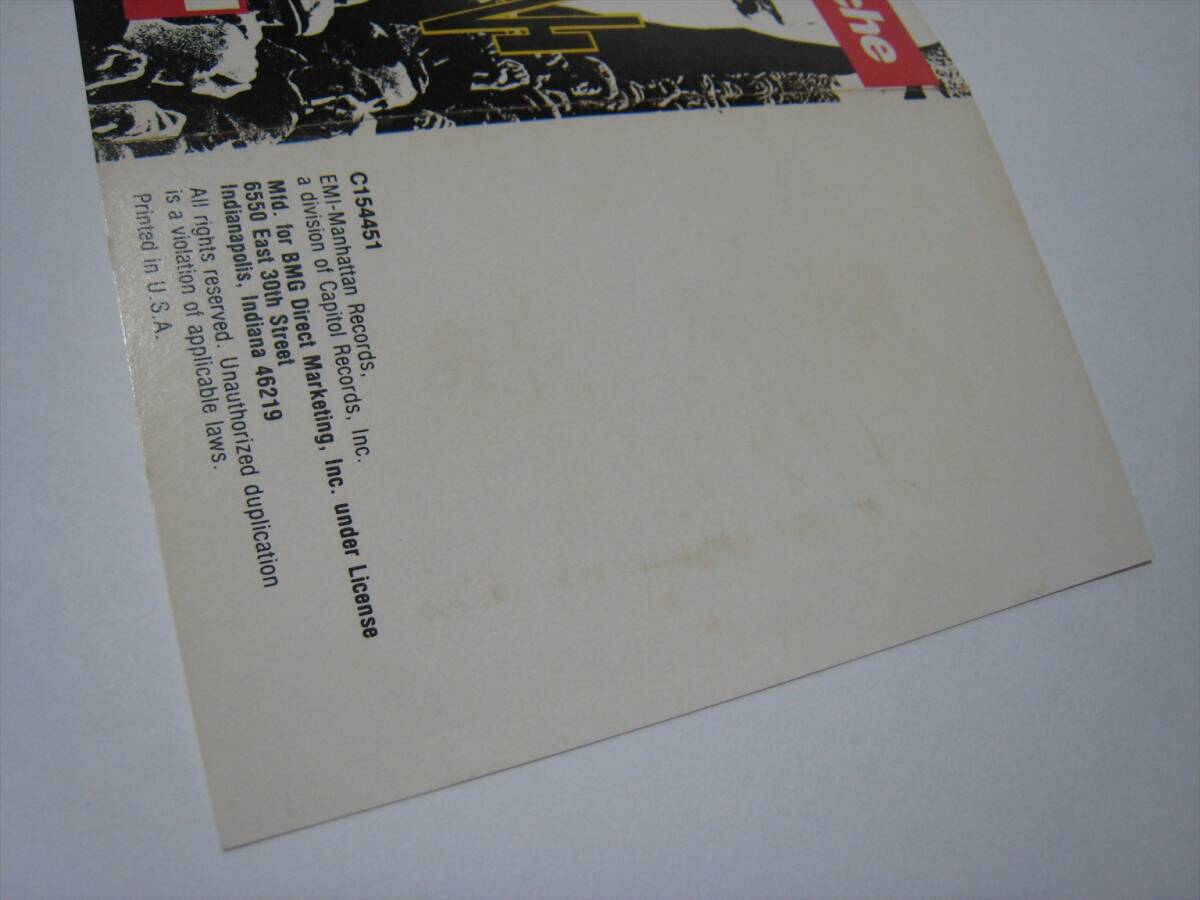 che
C154451
EMI-Manhattan Records,
a division of Capitol Records, Inc.
Mfd. for BMG Direct Marketing, Inc. under License
6550 East 30th Street
Indianapolis, Indiana 46219
All rights reserved. Unauthorized duplication
is a violation of applicable laws.
Printed in U.S.A.